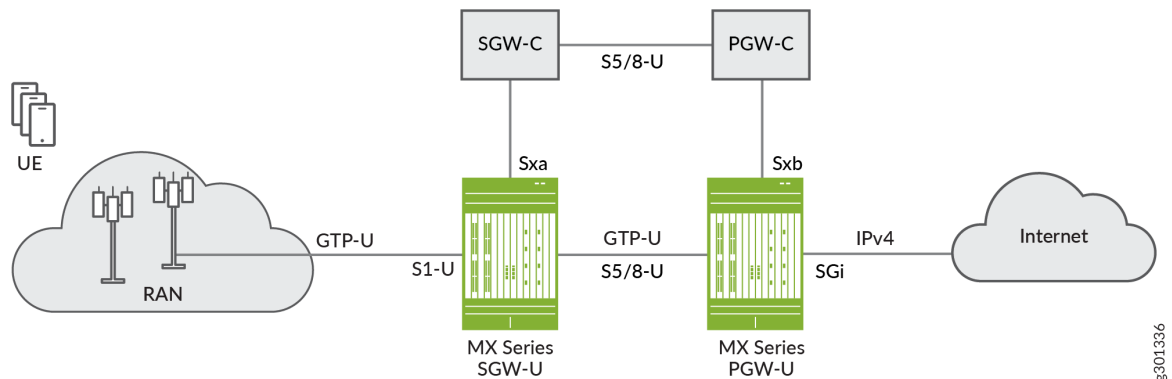 SGW-C
PGW-C
S5/8-U
UE
Sxa
Sxb
GTP-U
GTP-U
IPv4
Internet
S1-U
S5/8-U
SGi
RAN
MX Series
SGW-U
MX Series
PGW-U
g301336